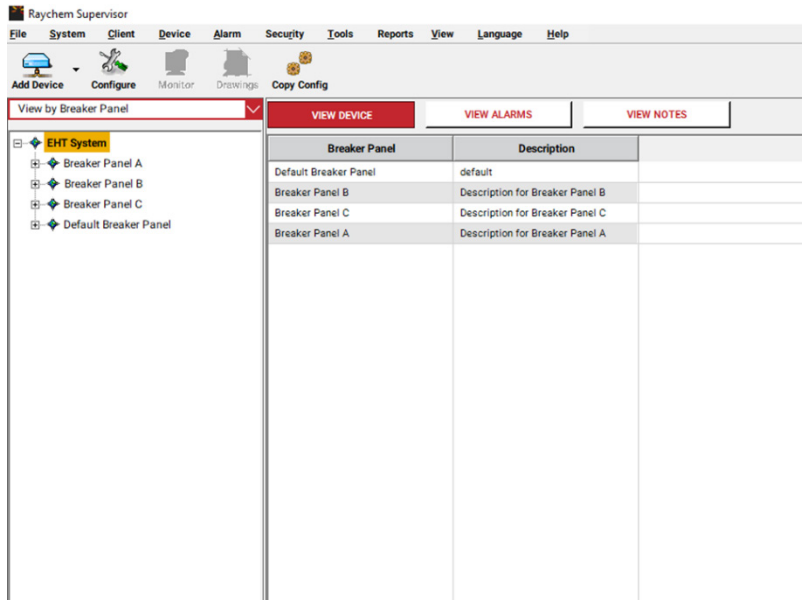 Raychem Supervisor
File System Client Device Alarm Security Tools Reports View Language Help
Add Device Configure Monitor Drawings Copy Config
View by Breaker Panel
VIEW DEVICE VIEW ALARMS VIEW NOTES
EHT System
Breaker Panel A
Breaker Panel B
Breaker Panel C
Default Breaker Panel
Breaker Panel Description
Default Breaker Panel default
Breaker Panel B Description for Breaker Panel B
Breaker Panel C Description for Breaker Panel C
Breaker Panel A Description for Breaker Panel A